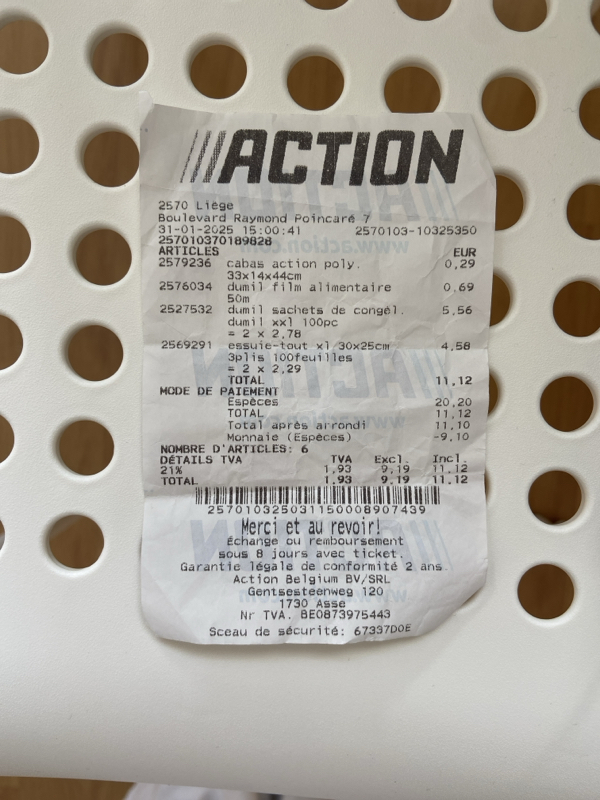 ACTION
2570 Liège
Boulevard Raymond Poincaré 7
31-01-2025 15:00:41 2570103-10325350
257010370189828
ARTICLES EUR
2579236 cabas action poly. 0,29
33x14x44cm
2576034 dumil film alimentaire 0,69
50m
2527532 dumil sachets de congél. 5,56
dumil xxl 100pc
= 2 x 2,78
2569291 essuie-tout xl 30x25cm 4,58
3plis 100feuilles
= 2 x 2,29
TOTAL 11,12
MODE DE PAIEMENT
Espèces 20,20
TOTAL 11,12
Total après arrondi 11,10
Monnaie (Espèces) -9,10
NOMBRE D'ARTICLES: 6
DÉTAILS TVA TVA Excl. Incl.
21% 1,93 9,19 11,12
TOTAL 1,93 9,19 11,12
257010325031150008907439
Merci et au revoir!
Échange ou remboursement
sous 8 jours avec ticket.
Garantie légale de conformité 2 ans.
Action Belgium BV/SRL
Gentsesteenweg 120
1730 Asse
Nr TVA. BE0873975443
Sceau de sécurité: 67337D0E